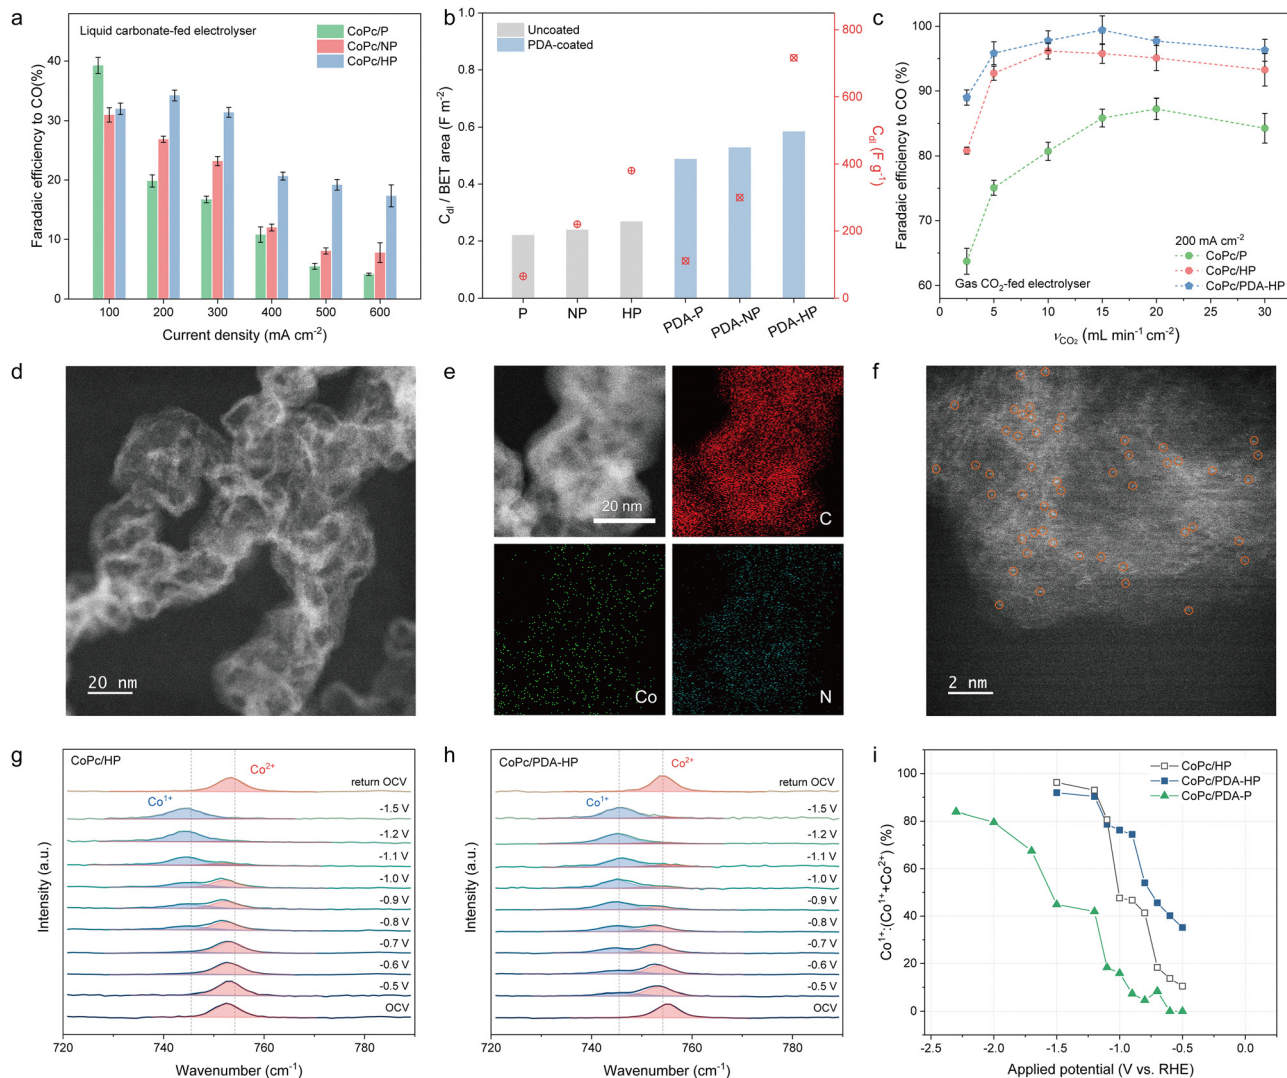 a
Liquid carbonate-fed electrolyser
CoPc/P
CoPc/NP
CoPc/HP
Faradaic efficiency to CO(%)
40
30
20
10
0
100 200 300 400 500 600
Current density (mA cm⁻²)
b
Uncoated
PDA-coated
C_dl / BET area (F m⁻²)
1.0
0.8
0.6
0.4
0.2
0.0
P NP HP PDA-P PDA-NP PDA-HP
800
600
400
200
0
C_dl (F g⁻¹)
c
Faradaic efficiency to CO (%)
100
90
80
70
60
200 mA cm⁻²
CoPc/P
CoPc/HP
CoPc/PDA-HP
Gas CO₂-fed electrolyser
0 5 10 15 20 25 30
ν_CO₂ (mL min⁻¹ cm⁻²)
d
20 nm
e
20 nm
C
Co
N
f
2 nm
g
CoPc/HP
Co²⁺
Co¹⁺
return OCV
-1.5 V
-1.2 V
-1.1 V
-1.0 V
-0.9 V
-0.8 V
-0.7 V
-0.6 V
-0.5 V
OCV
Intensity (a.u.)
720 740 760 780
Wavenumber (cm⁻¹)
h
CoPc/PDA-HP
Co²⁺
Co¹⁺
return OCV
-1.5 V
-1.2 V
-1.1 V
-1.0 V
-0.9 V
-0.8 V
-0.7 V
-0.6 V
-0.5 V
OCV
Intensity (a.u.)
720 740 760 780
Wavenumber (cm⁻¹)
i
CoPc/HP
CoPc/PDA-HP
CoPc/PDA-P
Co¹⁺:(Co¹⁺+Co²⁺) (%)
100
80
60
40
20
0
-2.5 -2.0 -1.5 -1.0 -0.5 0.0
Applied potential (V vs. RHE)